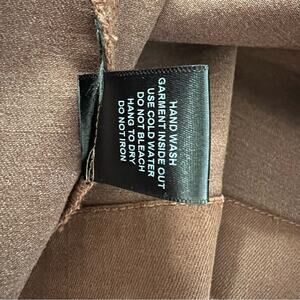 HAND WASH
GARMENT INSIDE OUT
USE COLD WATER
DO NOT BLEACH
HANG TO DRY
DO NOT IRON